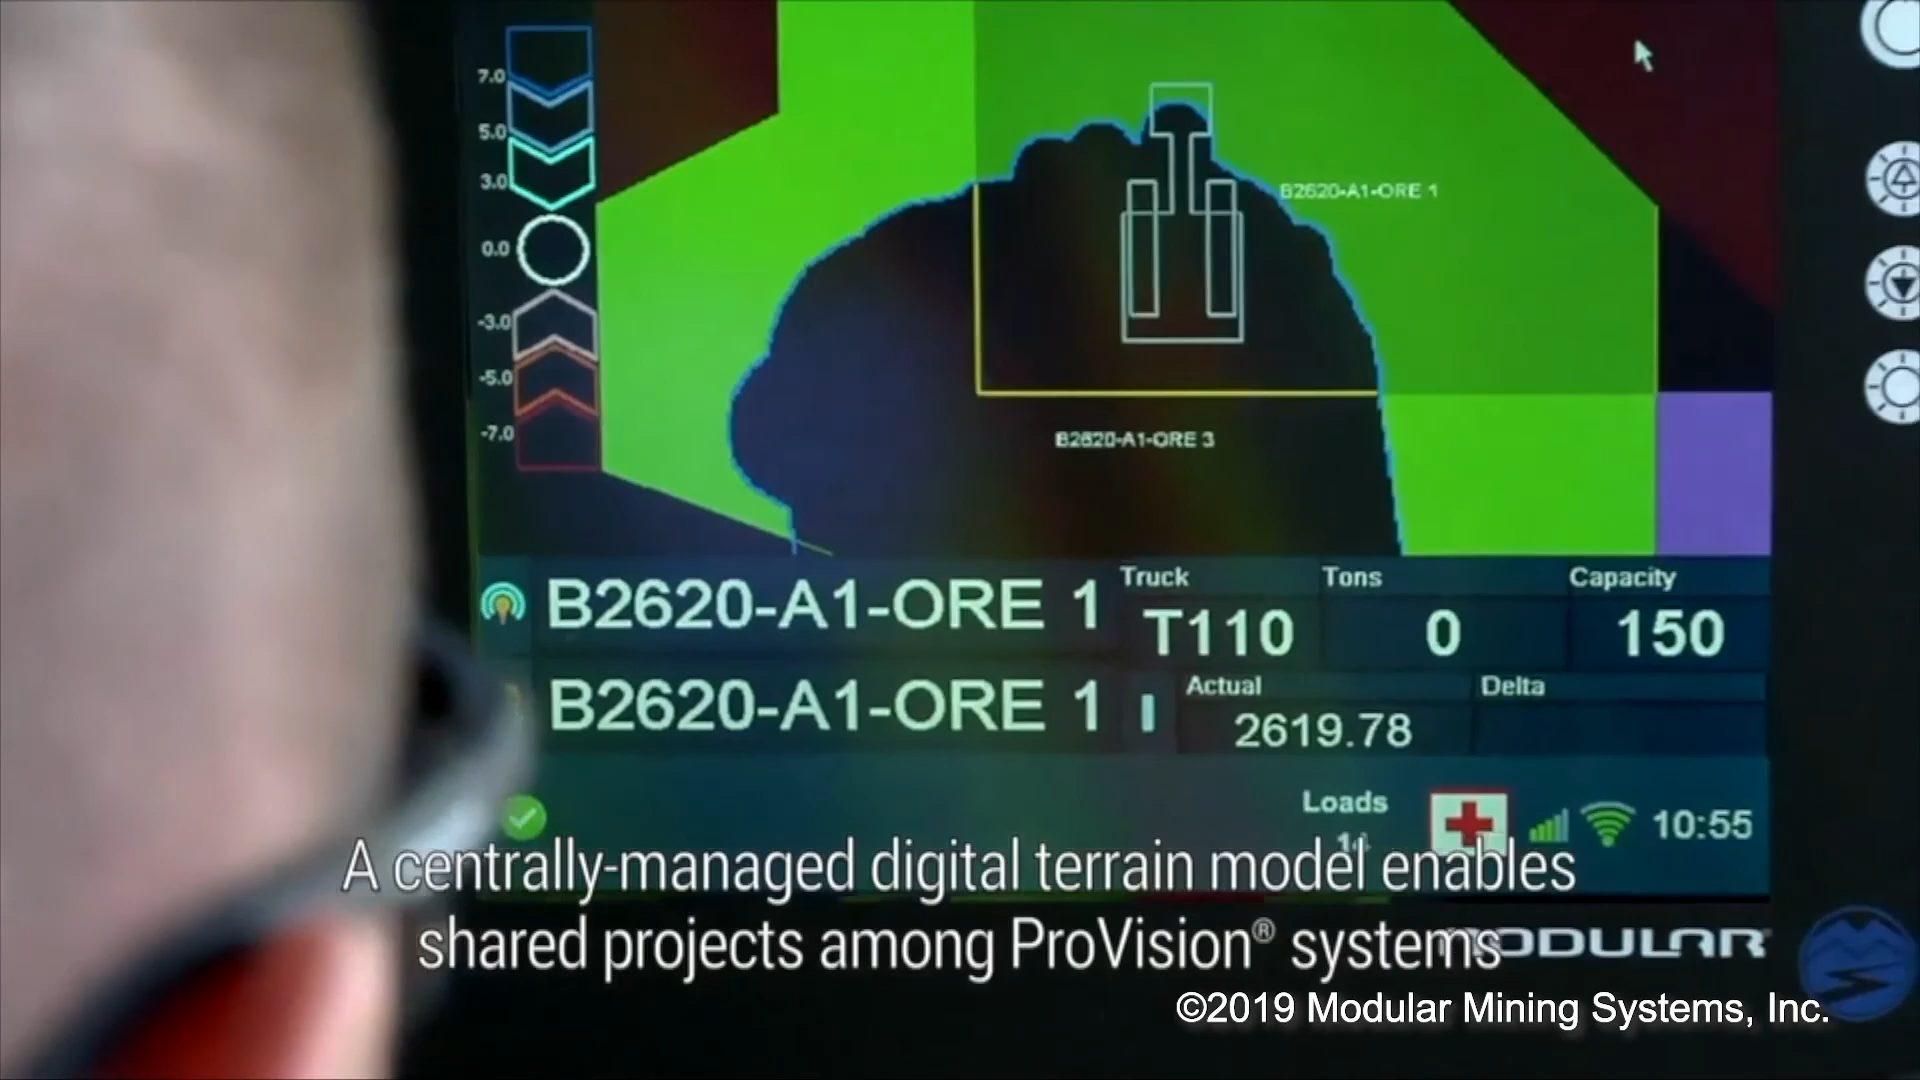 7.0
5.0
3.0
0.0
-3.0
-5.0
-7.0
B2620-A1-ORE 1
B2620-A1-ORE 3
B2620-A1-ORE 1
Truck Tons Capacity
T110 0 150
B2620-A1-ORE 1
Actual Delta
2619.78
Loads
10:55
A centrally-managed digital terrain model enables
shared projects among ProVision® systems
MODULAR
©2019 Modular Mining Systems, Inc.